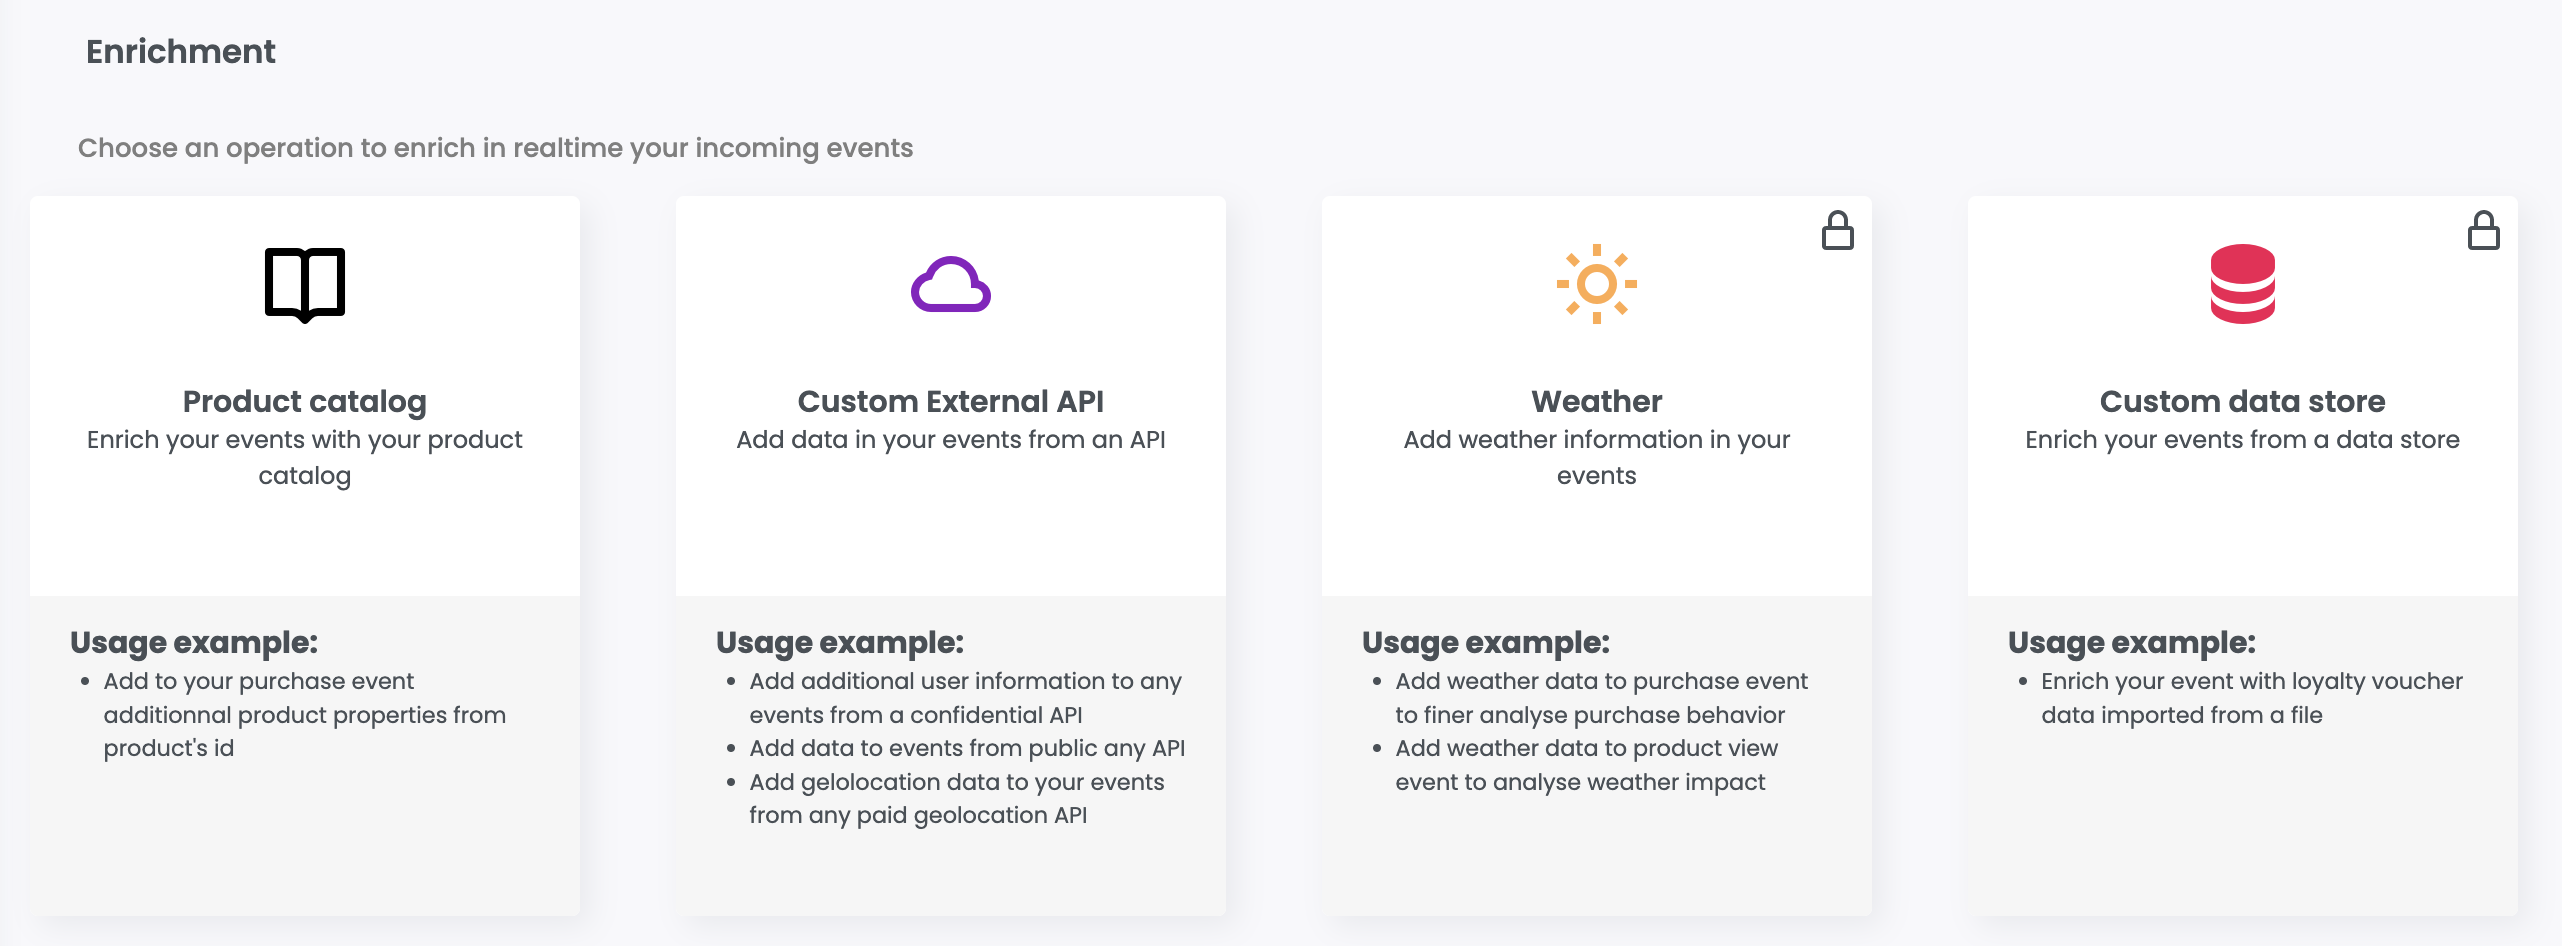 Enrichment
Choose an operation to enrich in realtime your incoming events
Product catalog
Enrich your events with your product
catalog
Usage example:
• Add to your purchase event
additionnal product properties from
product's id
Custom External API
Add data in your events from an API
Usage example:
• Add additional user information to any
events from a confidential API
• Add data to events from public any API
• Add gelolocation data to your events
from any paid geolocation API
Weather
Add weather information in your
events
Usage example:
• Add weather data to purchase event
to finer analyse purchase behavior
• Add weather data to product view
event to analyse weather impact
Custom data store
Enrich your events from a data store
Usage example:
• Enrich your event with loyalty voucher
data imported from a file